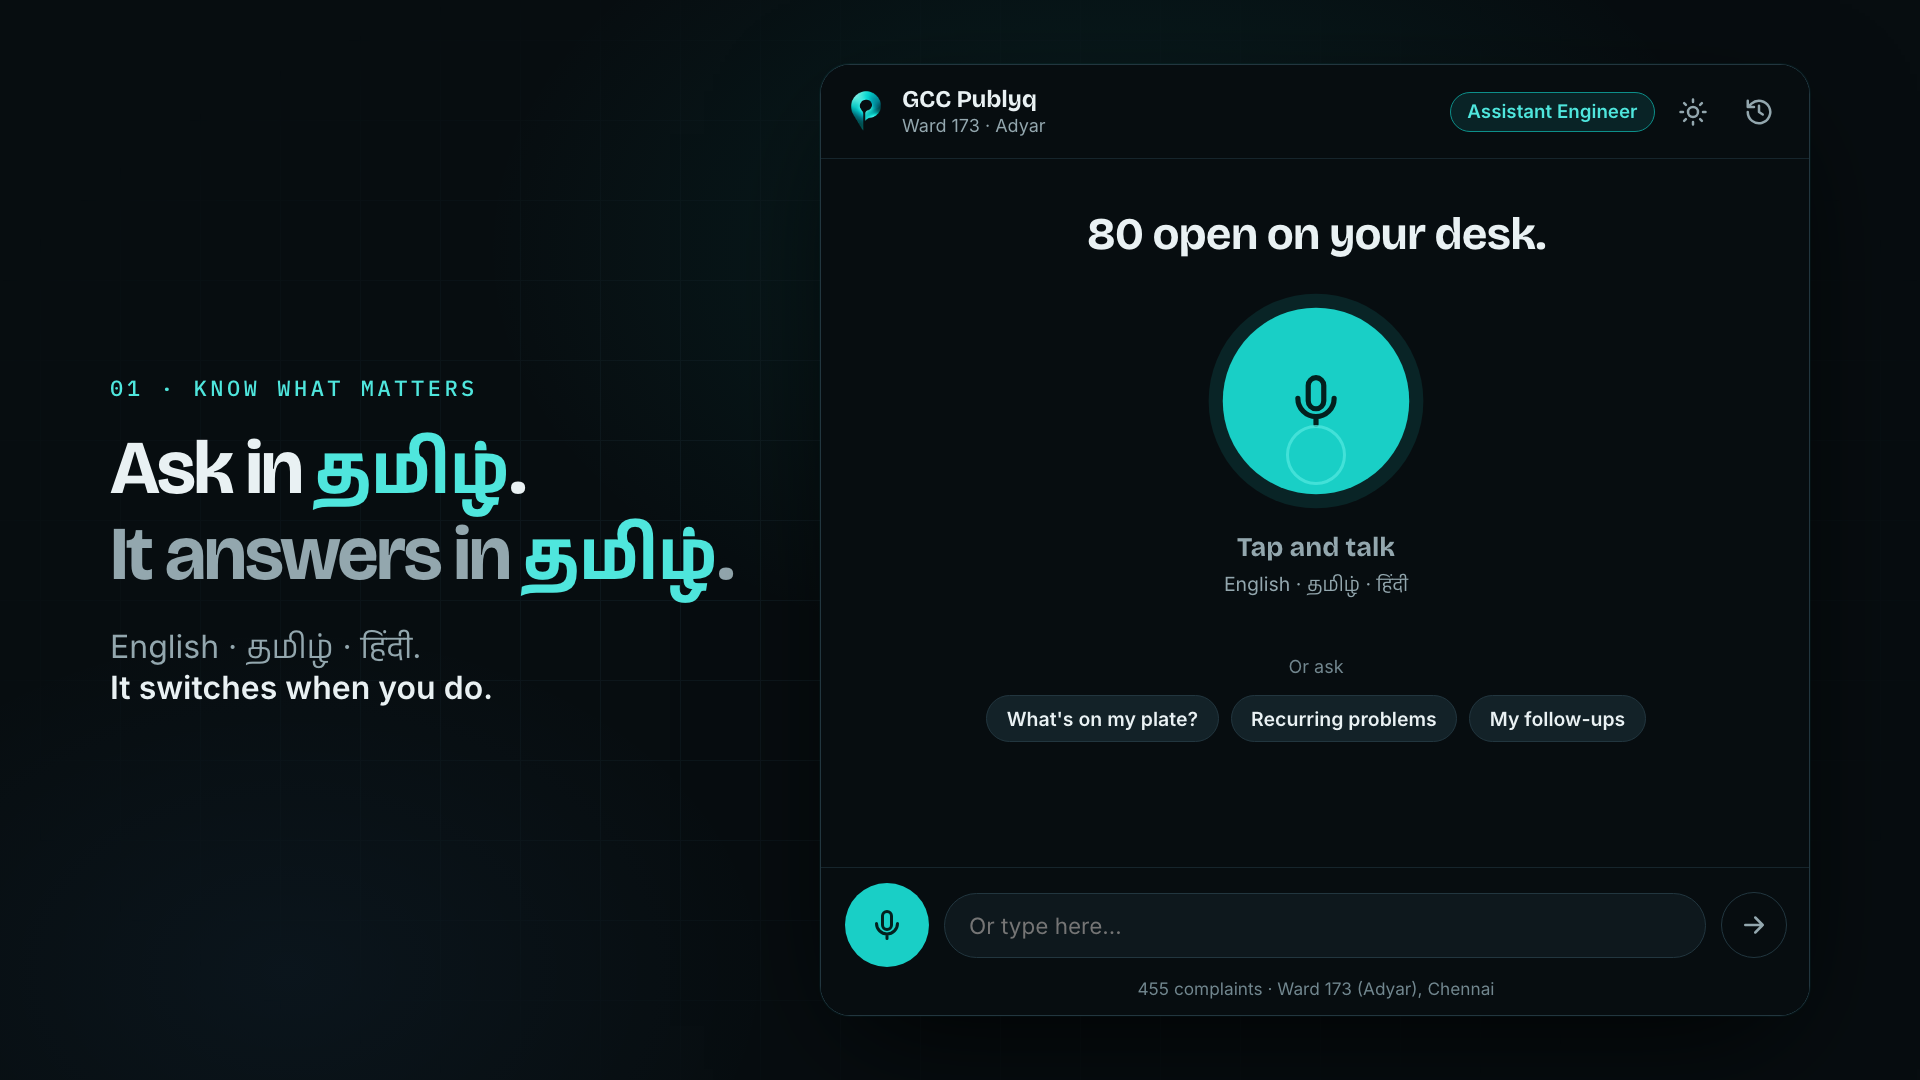 01 · KNOW WHAT MATTERS
Ask in தமிழ்.
It answers in தமிழ்.
English · தமிழ் · हिंदी.
It switches when you do.
GCC Publyq
Ward 173 · Adyar
Assistant Engineer
80 open on your desk.
Tap and talk
English · தமிழ் · हिंदी
Or ask
What's on my plate?
Recurring problems
My follow-ups
Or type here...
455 complaints · Ward 173 (Adyar), Chennai